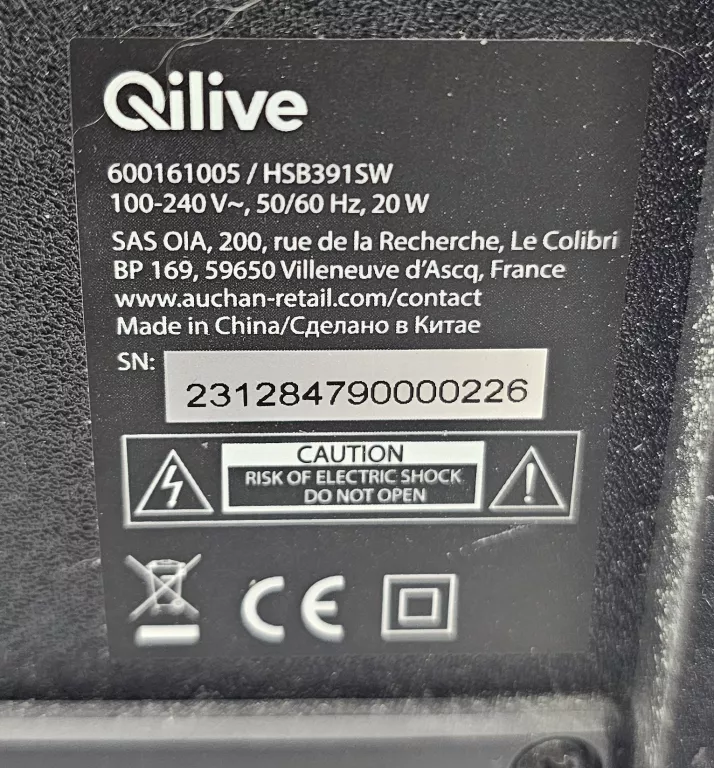 Qilive
600161005 / HSB391SW
100-240 V~, 50/60 Hz, 20 W
SAS OIA, 200, rue de la Recherche, Le Colibri
BP 169, 59650 Villeneuve d'Ascq, France
www.auchan-retail.com/contact
Made in China/Сделано в Китае
SN: 231284790000226
CAUTION
RISK OF ELECTRIC SHOCK
DO NOT OPEN
CE